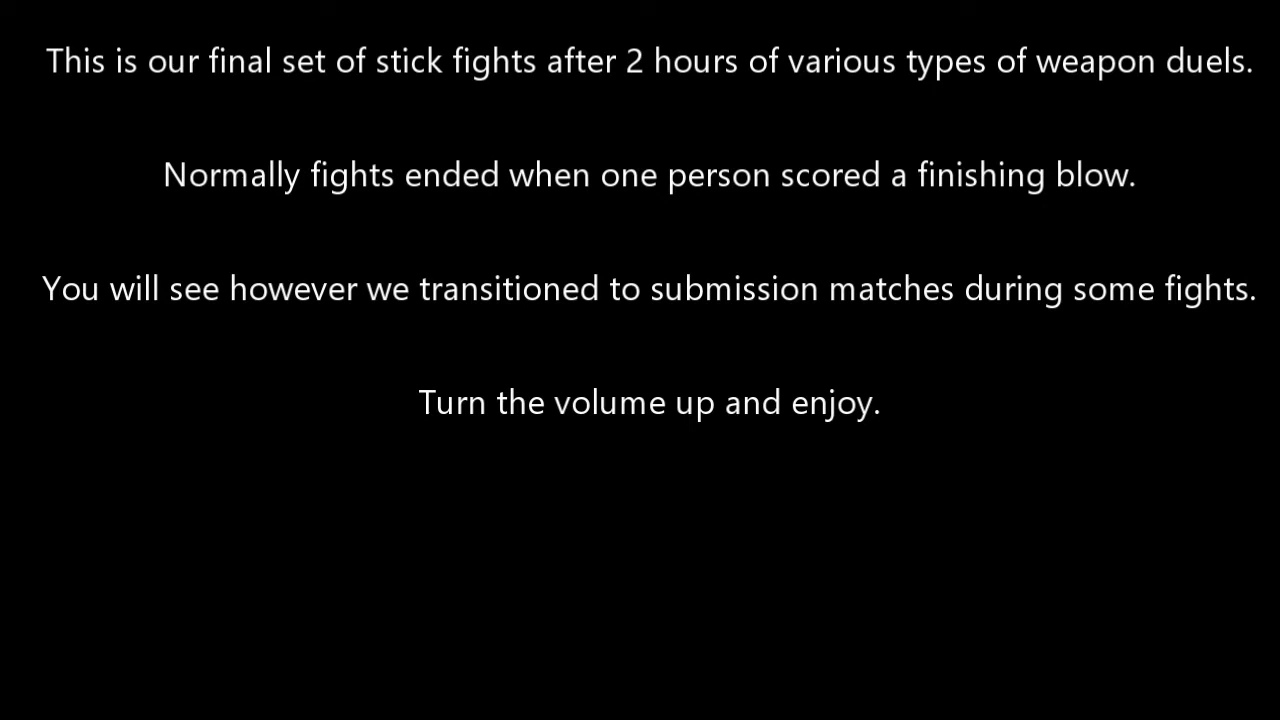 This is our final set of stick fights after 2 hours of various types of weapon duels.
Normally fights ended when one person scored a finishing blow.
You will see however we transitioned to submission matches during some fights.
Turn the volume up and enjoy.